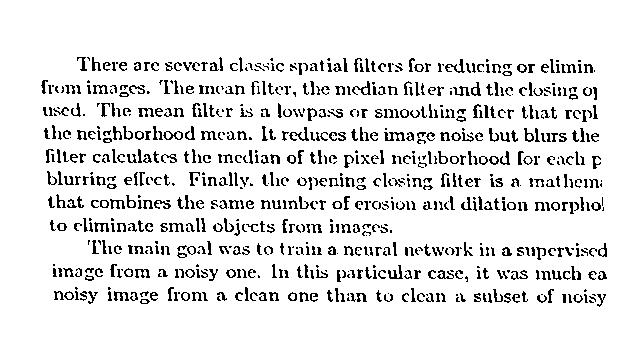 There are several classic spatial filters for reducing or elimin
from images. The mean filter, the median filter and the closing o
used. The mean filter is a lowpass or smoothing filter that repl
the neighborhood mean. It reduces the image noise but blurs the
filter calculates the median of the pixel neighborhood for each p
blurring effect. Finally, the opening closing filter is a mathem
that combines the same number of erosion and dilation morphol
to eliminate small objects from images.
The main goal was to train a neural network in a supervised
image from a noisy one. In this particular case, it was much ea
noisy image from a clean one than to clean a subset of noisy